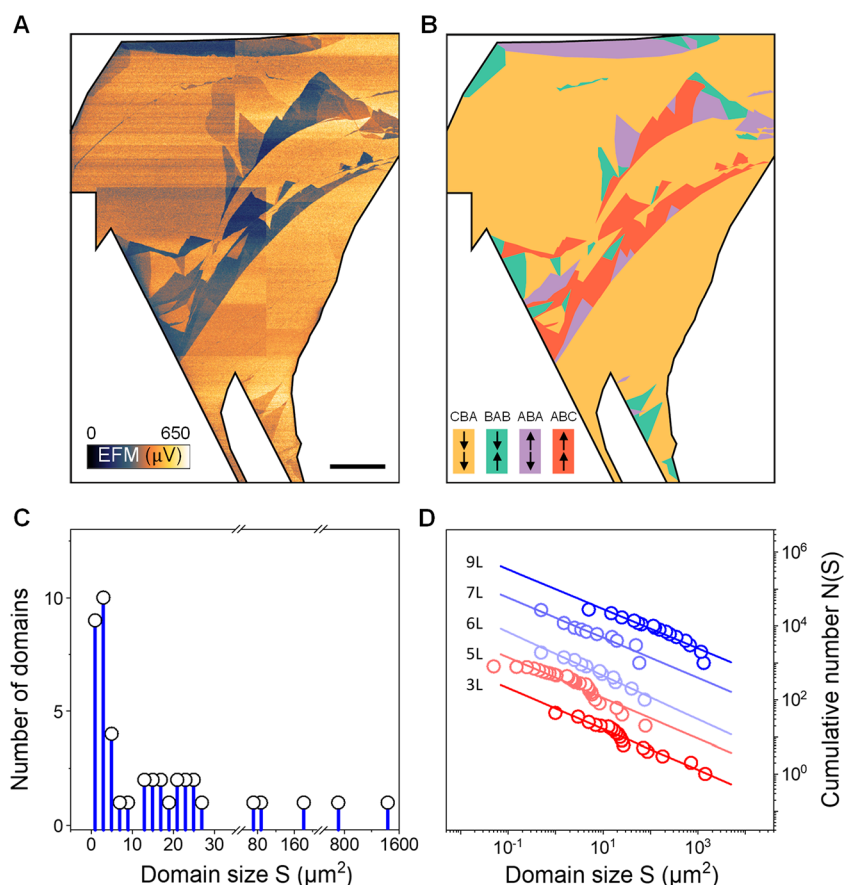 A
B
0 650
EFM (μV)
CBA BAB ABA ABC
C
Number of domains
10
5
0
0 10 20 30 80 160 800 1600
Domain size S (μm²)
D
9L
7L
6L
5L
3L
10⁶
10⁴
10²
10⁰
Cumulative number N(S)
10⁻¹ 10¹ 10³
Domain size S (μm²)